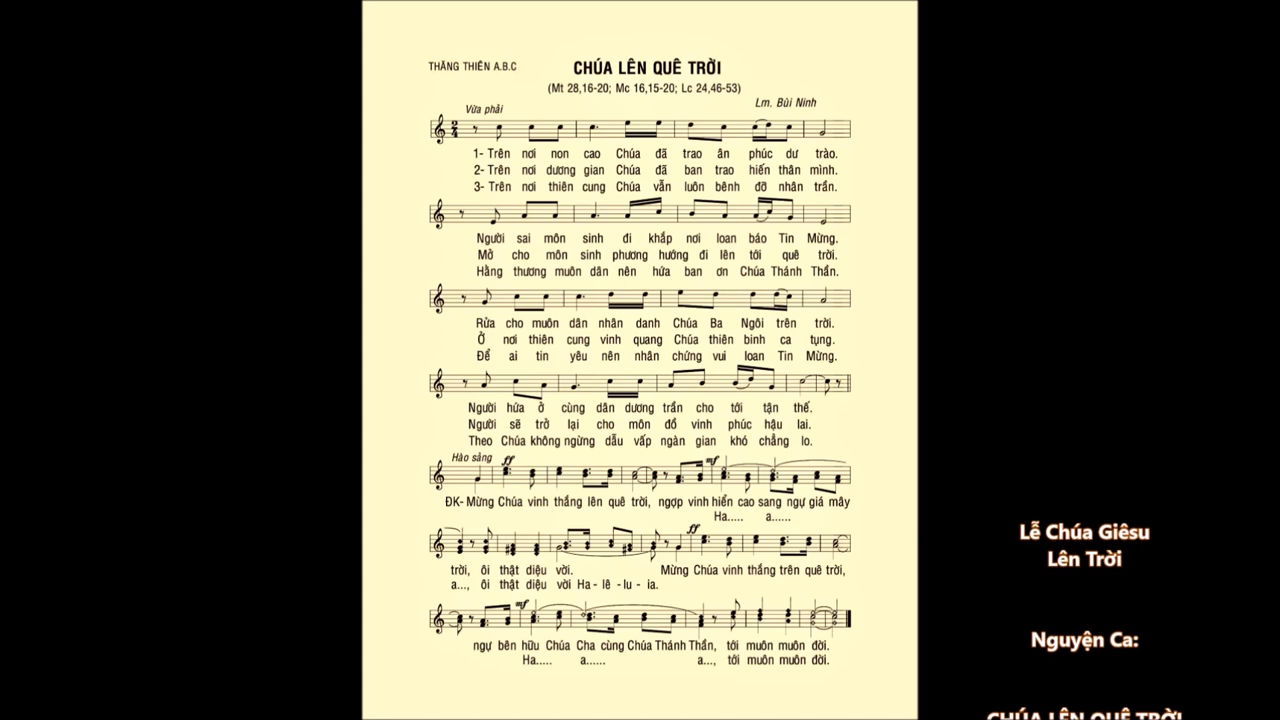 THĂNG THIÊN A.B.C
CHÚA LÊN QUÊ TRỜI
(Mt 28,16-20; Mc 16,15-20; Lc 24,46-53)
Vừa phải
Lm. Bùi Ninh
1- Trên nơi non cao Chúa đã trao ân phúc dư trào.
2- Trên nơi dương gian Chúa đã ban trao hiến thân mình.
3- Trên nơi thiên cung Chúa vẫn luôn bênh đỡ nhân trần.
Người sai môn sinh đi khắp nơi loan báo Tin Mừng.
Mở cho môn sinh phương hướng đi lên tới quê trời.
Hằng thương muôn dân nên hứa ban ơn Chúa Thánh Thần.
Rửa cho muôn dân nhân danh Chúa Ba Ngôi trên trời.
Ở nơi thiên cung vinh quang Chúa thiên binh ca tụng.
Để ai tin yêu nên nhân chứng vui loan Tin Mừng.
Người hứa ở cùng dân dương trần cho tới tận thế.
Người sẽ trở lại cho môn đồ vinh phúc hậu lai.
Theo Chúa không ngừng dẫu vấp ngàn gian khó chẳng lo.
Hào sảng ff mf
ĐK- Mừng Chúa vinh thắng lên quê trời, ngợp vinh hiển cao sang ngự giá mây
Ha..... a......
ff
trời, ôi thật diệu vời. Mừng Chúa vinh thắng trên quê trời,
a..., ôi thật diệu vời Ha - lê - lu - ia.
mf
ngự bên hữu Chúa Cha cùng Chúa Thánh Thần, tới muôn muôn đời.
Ha..... a...... a..., tới muôn muôn đời.
Lễ Chúa Giêsu
Lên Trời
Nguyện Ca:
CHÚA LÊN QUÊ TRỜI